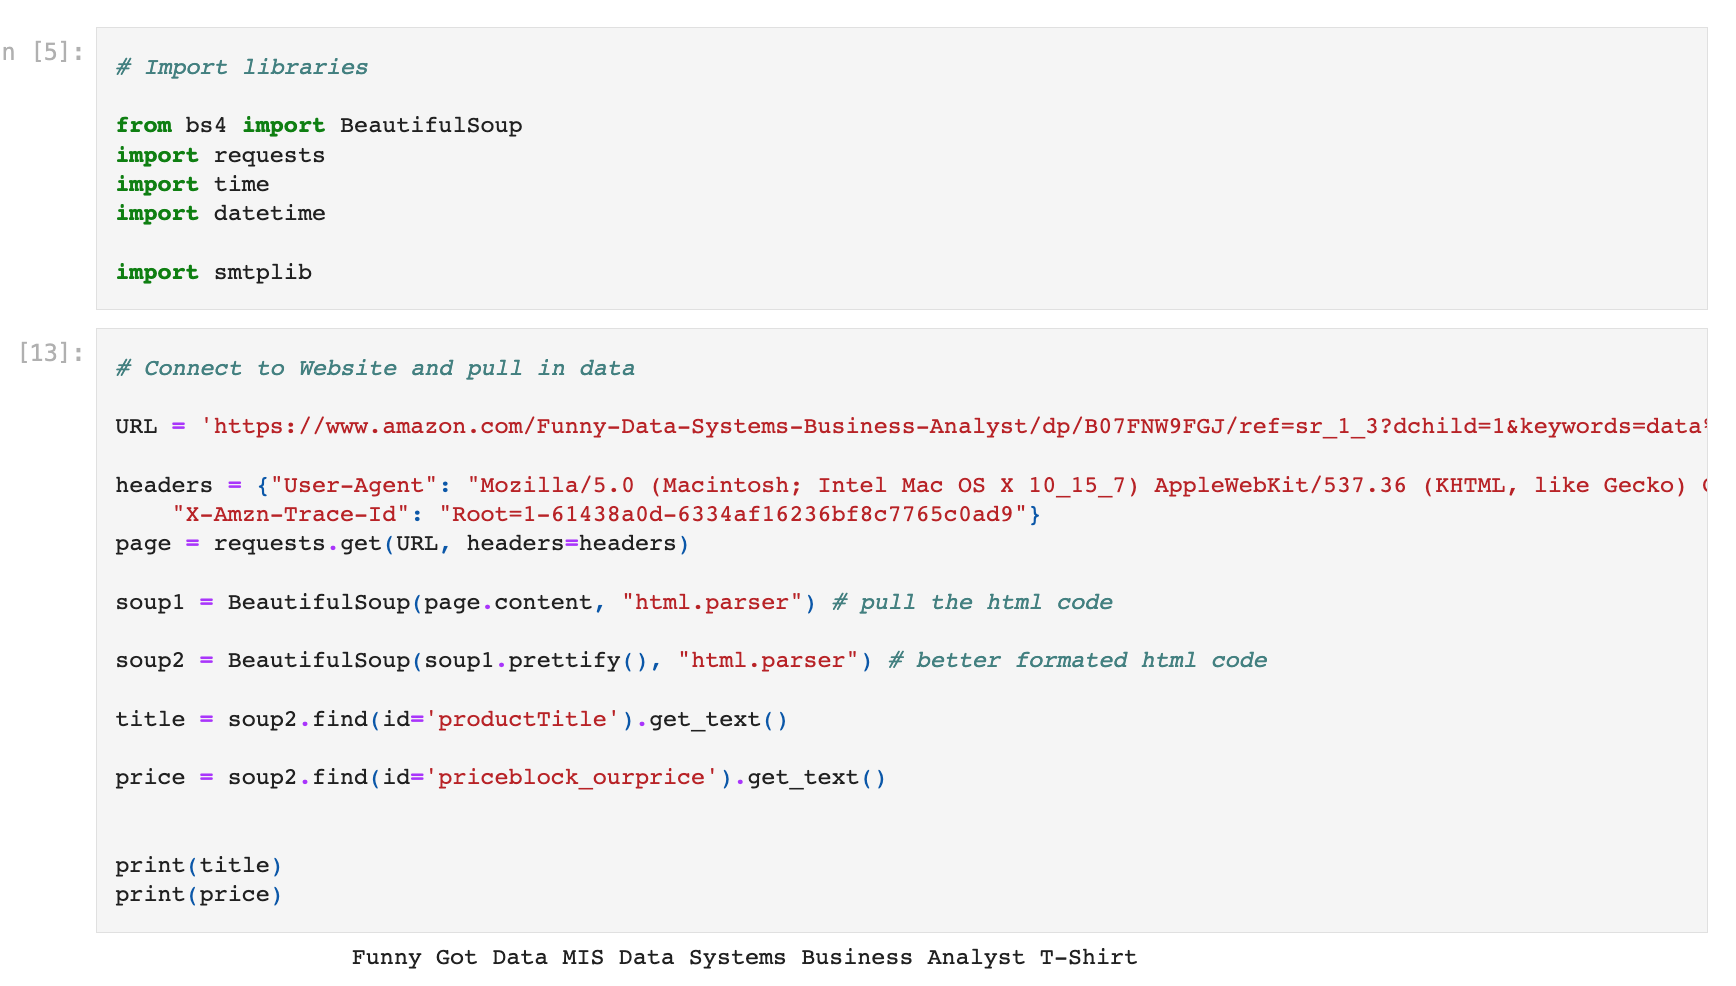 n [5]:
# Import libraries
from bs4 import BeautifulSoup
import requests
import time
import datetime
import smtplib
[13]:
# Connect to Website and pull in data
URL = 'https://www.amazon.com/Funny-Data-Systems-Business-Analyst/dp/B07FNW9FGJ/ref=sr_1_3?dchild=1&keywords=data%
headers = {"User-Agent": "Mozilla/5.0 (Macintosh; Intel Mac OS X 10_15_7) AppleWebKit/537.36 (KHTML, like Gecko) C
"X-Amzn-Trace-Id": "Root=1-61438a0d-6334af16236bf8c7765c0ad9"}
page = requests.get(URL, headers=headers)
soup1 = BeautifulSoup(page.content, "html.parser") # pull the html code
soup2 = BeautifulSoup(soup1.prettify(), "html.parser") # better formated html code
title = soup2.find(id='productTitle').get_text()
price = soup2.find(id='priceblock_ourprice').get_text()
print(title)
print(price)
Funny Got Data MIS Data Systems Business Analyst T-Shirt